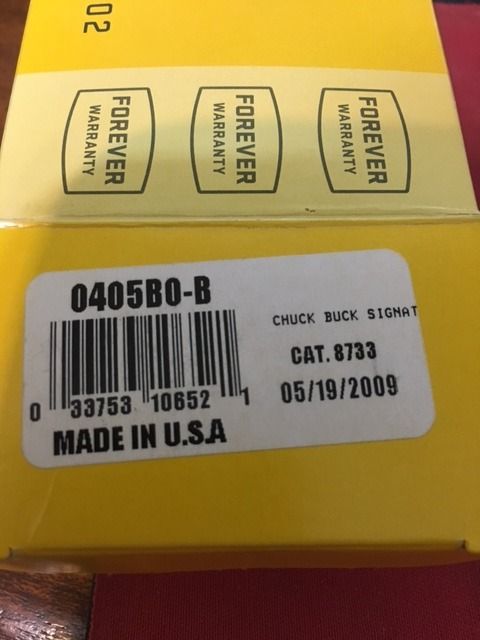 02
FOREVER
WARRANTY
FOREVER
WARRANTY
FOREVER
WARRANTY
0405BO-B
CHUCK BUCK SIGNAT
CAT. 8733
0 33753 10652 1
05/19/2009
MADE IN U.S.A